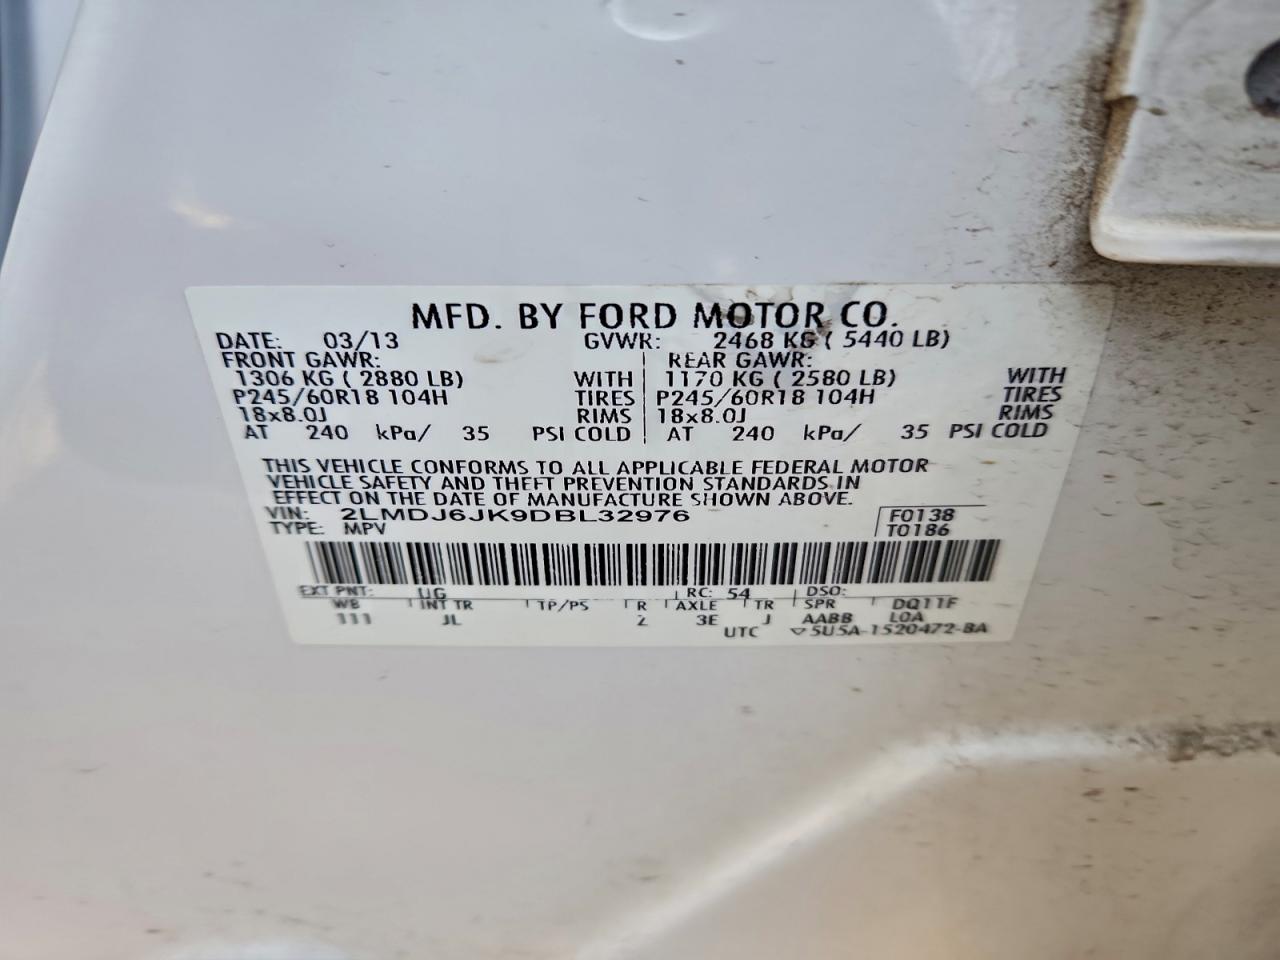 MFD. BY FORD MOTOR CO.
DATE: 03/13 GVWR: 2468 KG ( 5440 LB)
FRONT GAWR: REAR GAWR:
1306 KG ( 2880 LB) WITH 1170 KG ( 2580 LB) WITH
P245/60R18 104H TIRES P245/60R18 104H TIRES
18x8.0J RIMS 18x8.0J RIMS
AT 240 kPa/ 35 PSI COLD AT 240 kPa/ 35 PSI COLD
THIS VEHICLE CONFORMS TO ALL APPLICABLE FEDERAL MOTOR
VEHICLE SAFETY AND THEFT PREVENTION STANDARDS IN
EFFECT ON THE DATE OF MANUFACTURE SHOWN ABOVE.
VIN: 2LMDJ6JK9DBL32976 F0138
TYPE: MPV T0186
EXT PNT: UG RC: 54 DSO:
WB INT TR TP/PS R AXLE TR SPR DQ11F
111 JL 2 3E J AABB L0A
UTC ▽5U5A-1520472-BA